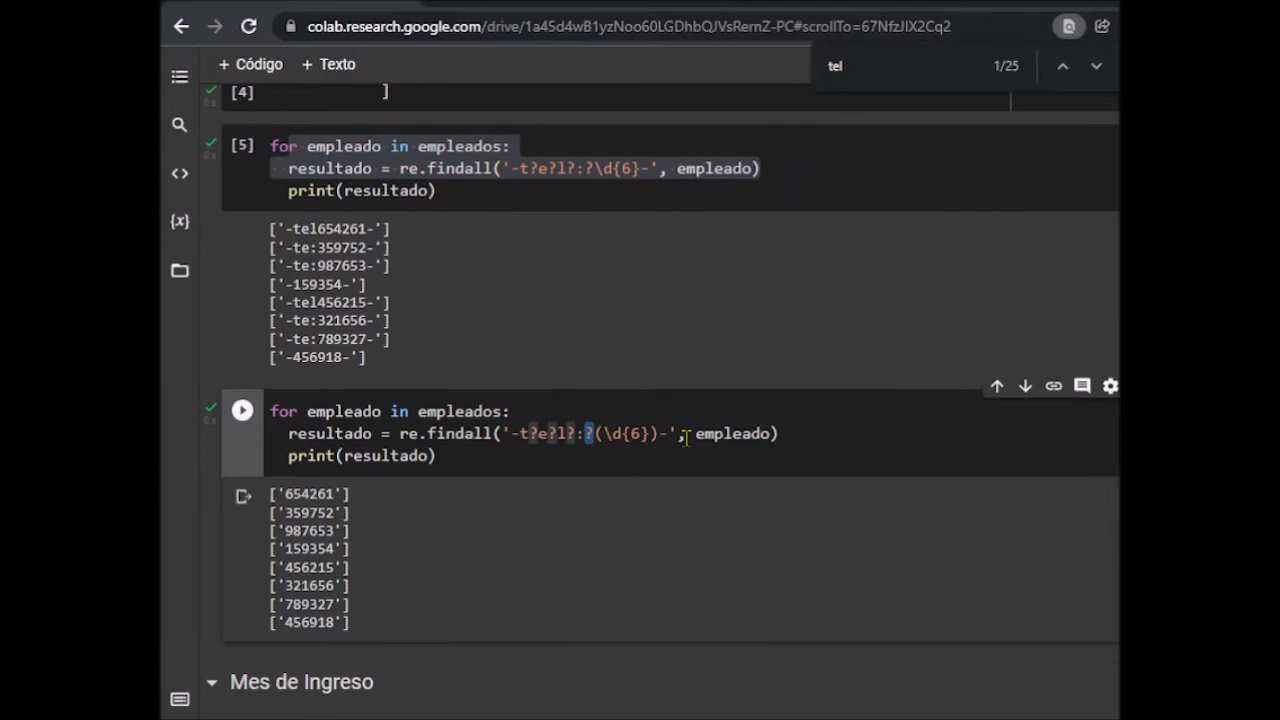 colab.research.google.com/drive/1a45d4wB1yzNoo60LGDhbQJVsRernZ-PC#scrollTo=67NfzJIX2Cq2
+ Código + Texto
tel 1/25
[4] ]
[5] for empleado in empleados:
resultado = re.findall('-t?e?l?:?\d{6}-', empleado)
print(resultado)
['-tel654261-']
['-te:359752-']
['-te:987653-']
['-159354-']
['-tel456215-']
['-te:321656-']
['-te:789327-']
['-456918-']
for empleado in empleados:
resultado = re.findall('-t?e?l?:?(\d{6})-', empleado)
print(resultado)
['654261']
['359752']
['987653']
['159354']
['456215']
['321656']
['789327']
['456918']
Mes de Ingreso